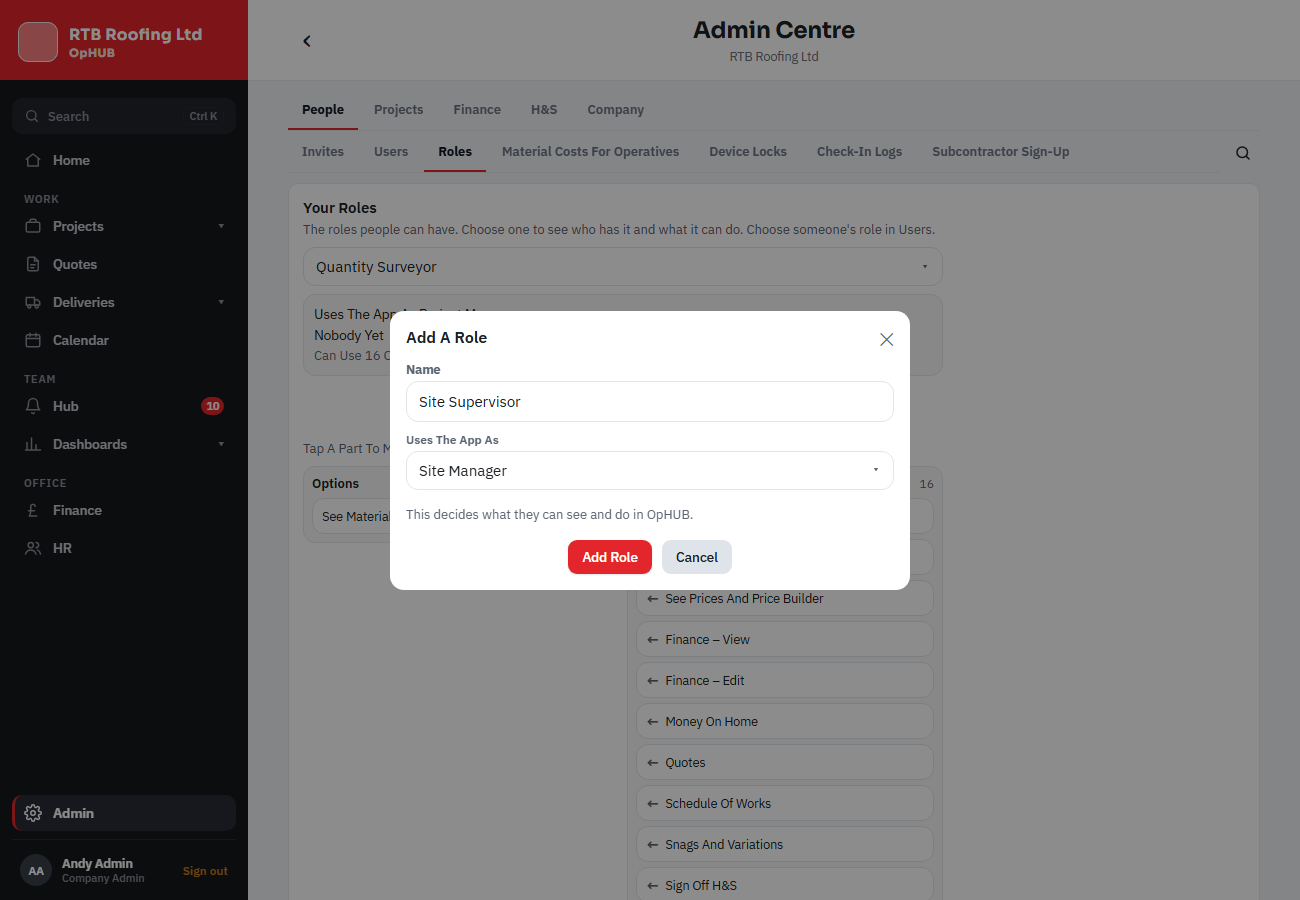 RTB Roofing Ltd
OpHUB
Search
Ctrl K
Home
WORK
Projects
Quotes
Deliveries
Calendar
TEAM
Hub
10
Dashboards
OFFICE
Finance
HR
Admin
AA
Andy Admin
Company Admin
Sign out
Admin Centre
RTB Roofing Ltd
People
Projects
Finance
H&S
Company
Invites
Users
Roles
Material Costs For Operatives
Device Locks
Check-In Logs
Subcontractor Sign-Up
Your Roles
The roles people can have. Choose one to see who has it and what it can do. Choose someone's role in Users.
Quantity Surveyor
Uses The App
Nobody Yet
Can Use 16
Tap A Part To
Options
See Material
16
Add A Role
Name
Site Supervisor
Uses The App As
Site Manager
This decides what they can see and do in OpHUB.
Add Role
Cancel
← See Prices And Price Builder
← Finance – View
← Finance – Edit
← Money On Home
← Quotes
← Schedule Of Works
← Snags And Variations
← Sign Off H&S